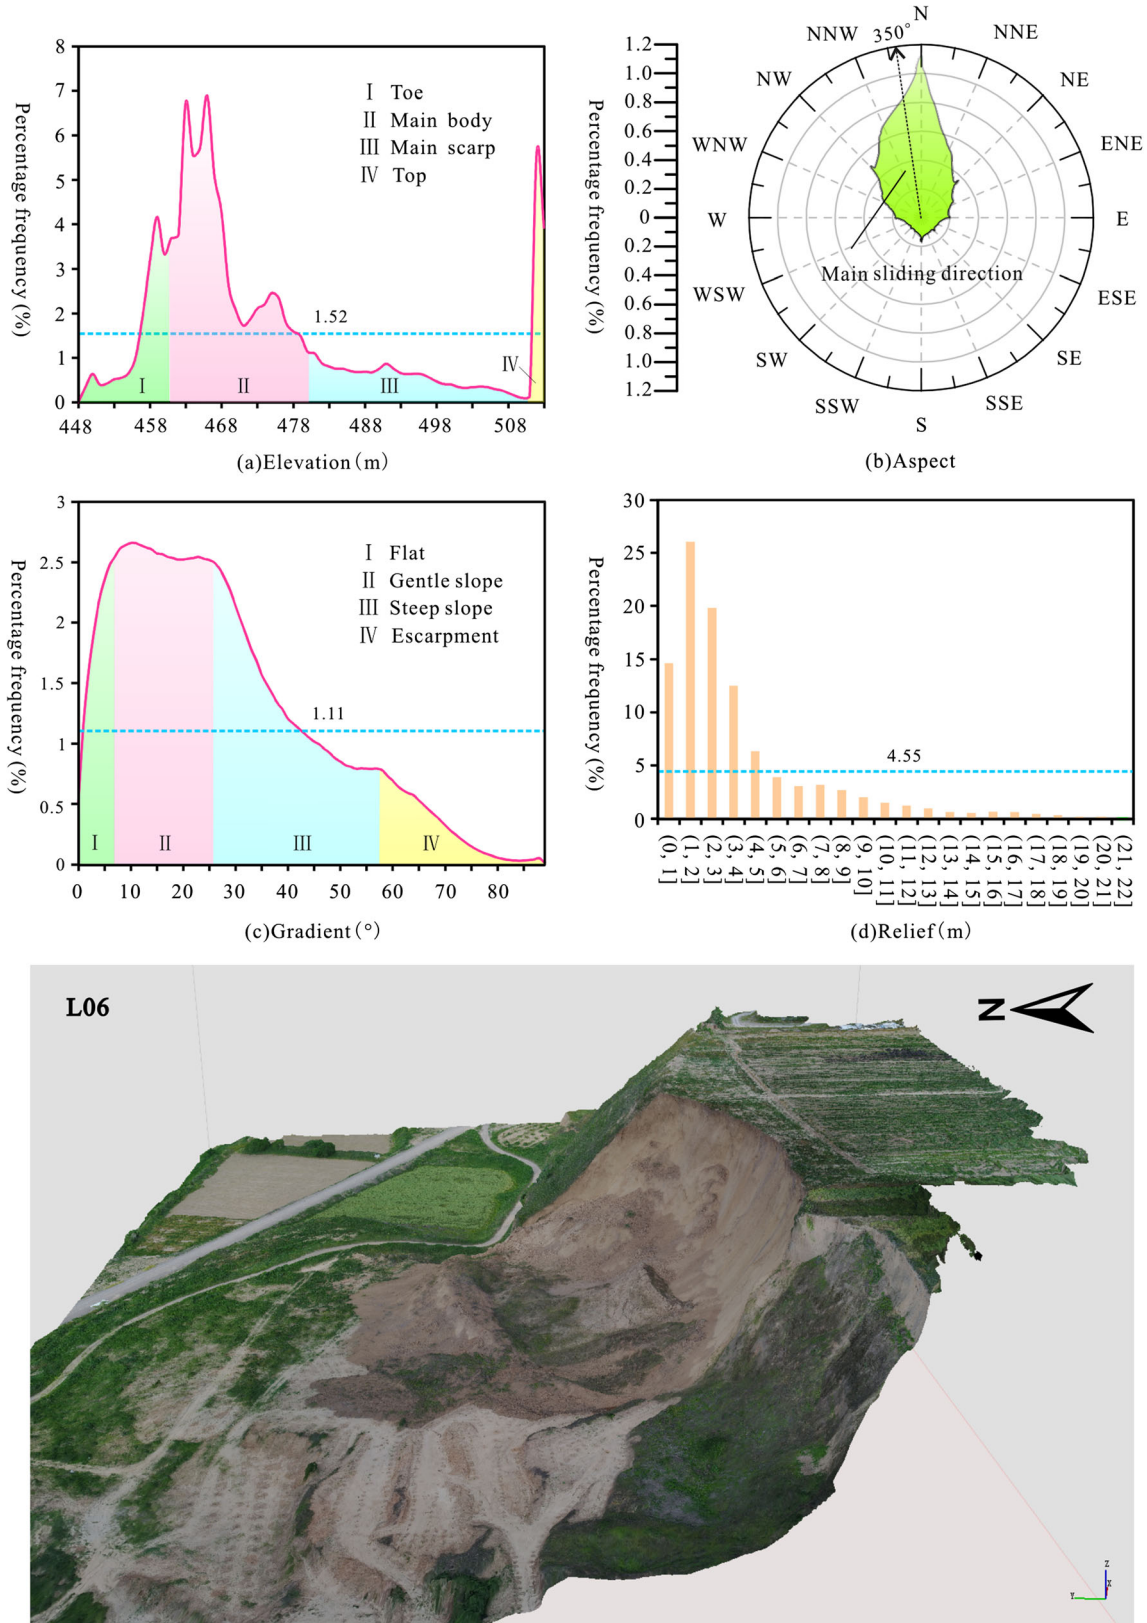 8
7
6
5
4
3
2
1
0
Percentage frequency(%)
Ⅰ Toe
Ⅱ Main body
Ⅲ Main scarp
Ⅳ Top
1.52
Ⅰ
Ⅱ
Ⅲ
Ⅳ
448 458 468 478 488 498 508
(a)Elevation(m)
1.2
1.0
0.8
0.6
0.4
0.2
0
0.2
0.4
0.6
0.8
1.0
1.2
Percentage frequency(%)
N
NNE
NE
ENE
E
ESE
SE
SSE
S
SSW
SW
WSW
W
WNW
NW
NNW
350°
Main sliding direction
(b)Aspect
3
2.5
2
1.5
1
0.5
0
Percentage frequency(%)
Ⅰ Flat
Ⅱ Gentle slope
Ⅲ Steep slope
Ⅳ Escarpment
1.11
Ⅰ Ⅱ Ⅲ Ⅳ
0 10 20 30 40 50 60 70 80
(c)Gradient(°)
30
25
20
15
10
5
0
Percentage frequency(%)
4.55
(0, 1]
(1, 2]
(2, 3]
(3, 4]
(4, 5]
(5, 6]
(6, 7]
(7, 8]
(8, 9]
(9, 10]
(10, 11]
(11, 12]
(12, 13]
(13, 14]
(14, 15]
(15, 16]
(16, 17]
(17, 18]
(18, 19]
(19, 20]
(20, 21]
(21, 22]
(d)Relief(m)
L06
N
Z
X
Y